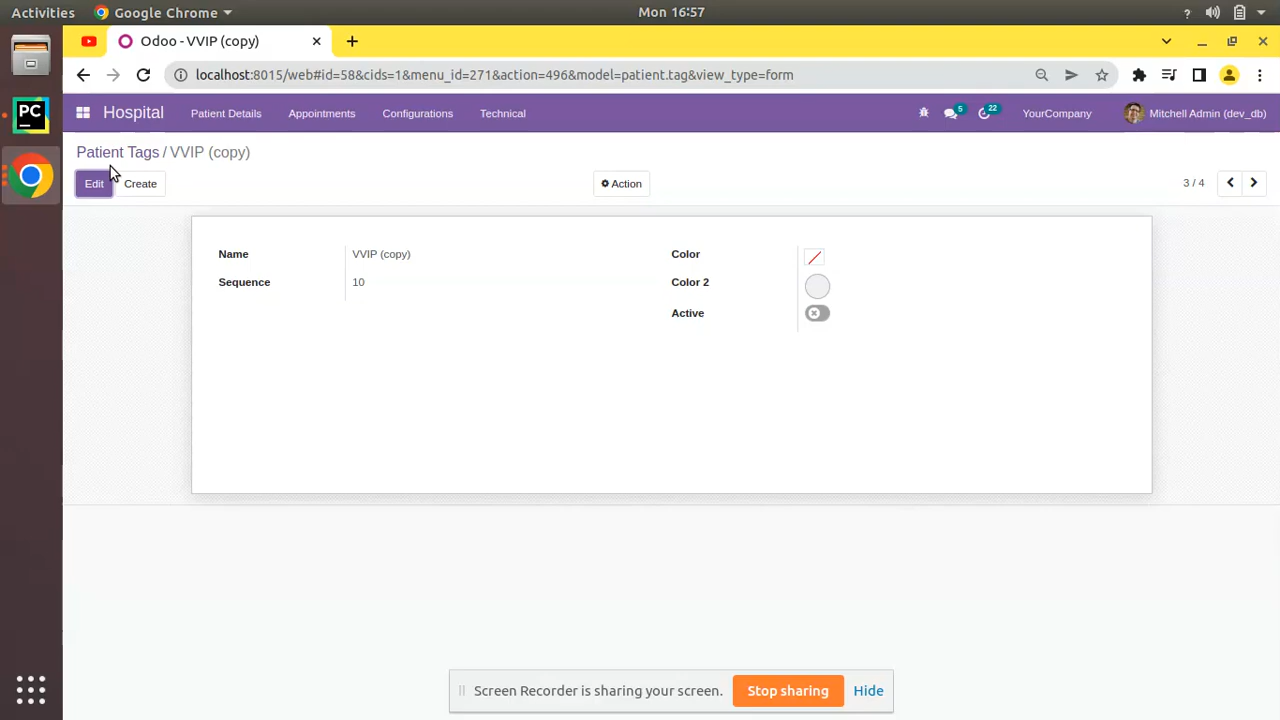 Activities
Google Chrome
Mon 16:57
?
Odoo - VVIP (copy)
localhost:8015/web#id=58&cids=1&menu_id=271&action=496&model=patient.tag&view_type=form
PC
Hospital
Patient Details
Appointments
Configurations
Technical
5
22
YourCompany
Mitchell Admin (dev_db)
Patient Tags / VVIP (copy)
Edit
Create
Action
3 / 4
Name
VVIP (copy)
Color
Sequence
10
Color 2
Active
Screen Recorder is sharing your screen.
Stop sharing
Hide